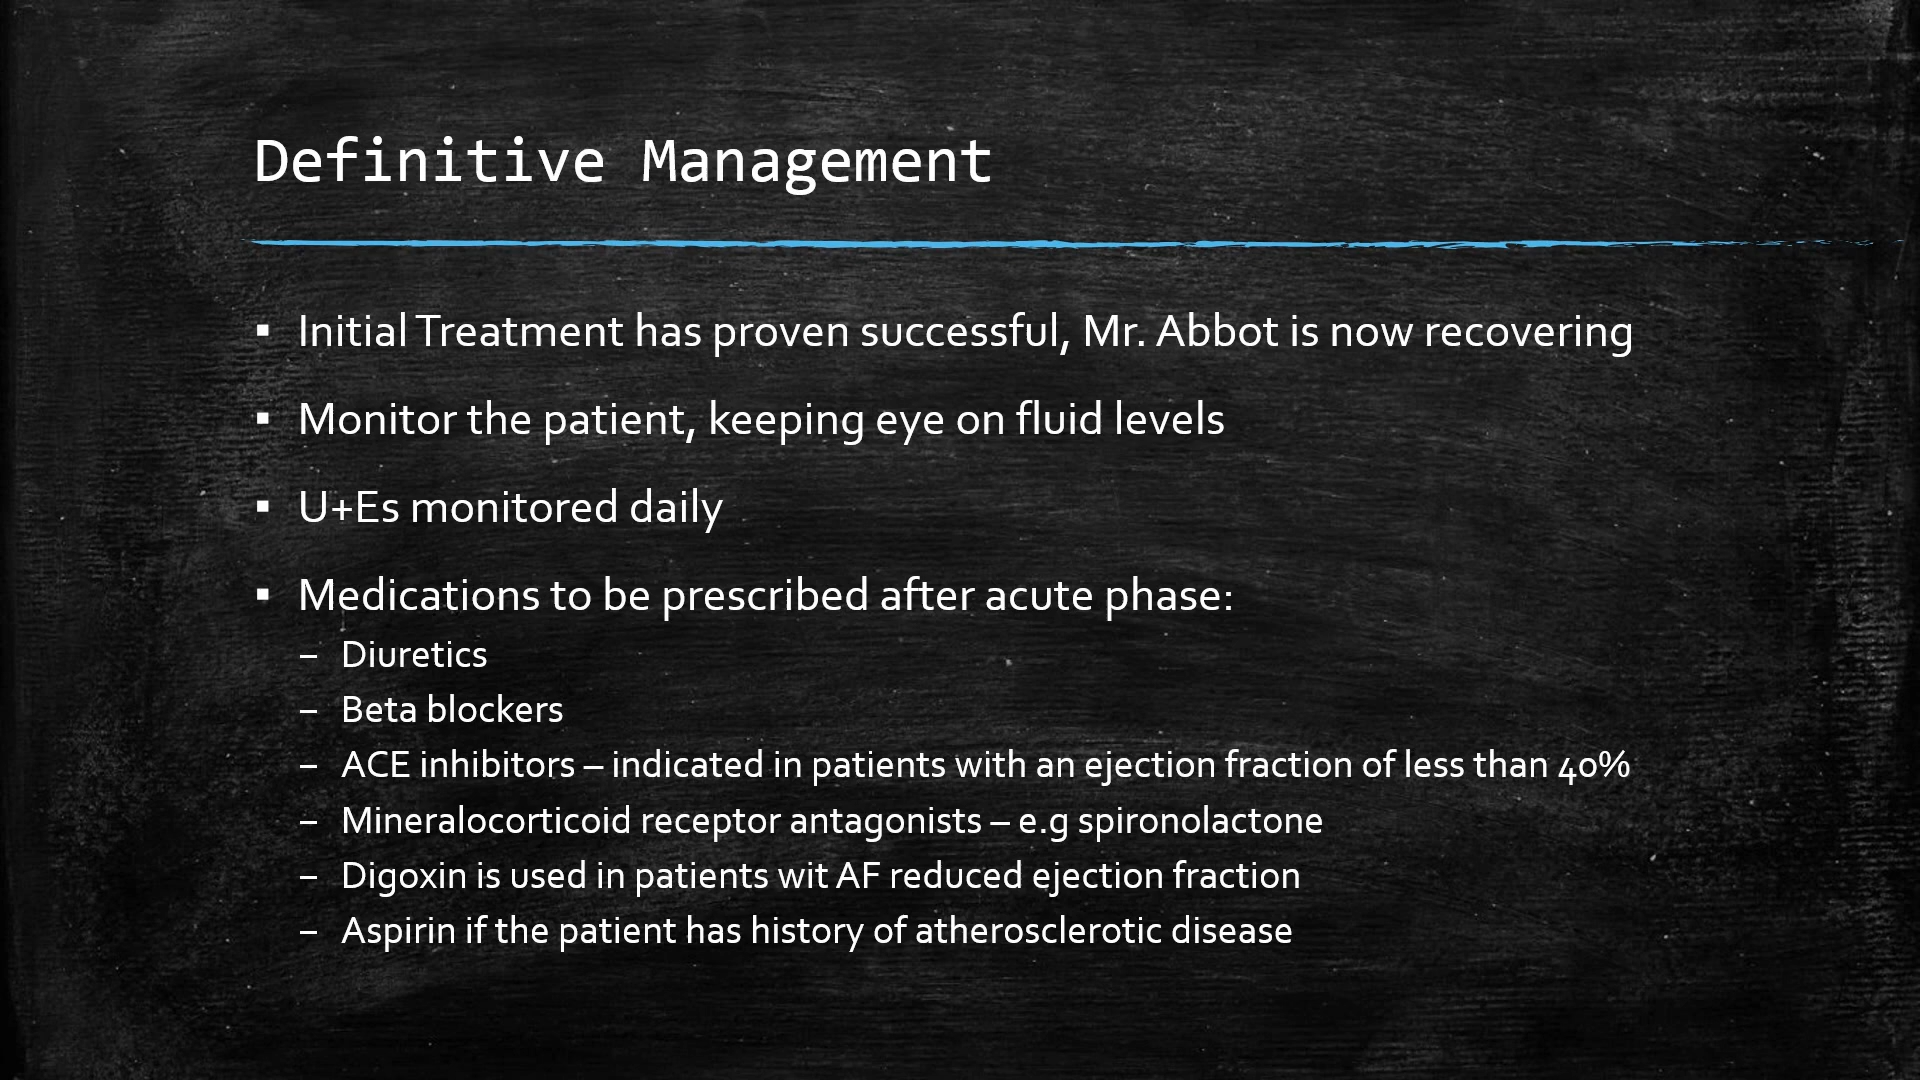 Definitive Management
▪ Initial Treatment has proven successful, Mr. Abbot is now recovering
▪ Monitor the patient, keeping eye on fluid levels
▪ U+Es monitored daily
▪ Medications to be prescribed after acute phase:
– Diuretics
– Beta blockers
– ACE inhibitors – indicated in patients with an ejection fraction of less than 40%
– Mineralocorticoid receptor antagonists – e.g spironolactone
– Digoxin is used in patients wit AF reduced ejection fraction
– Aspirin if the patient has history of atherosclerotic disease